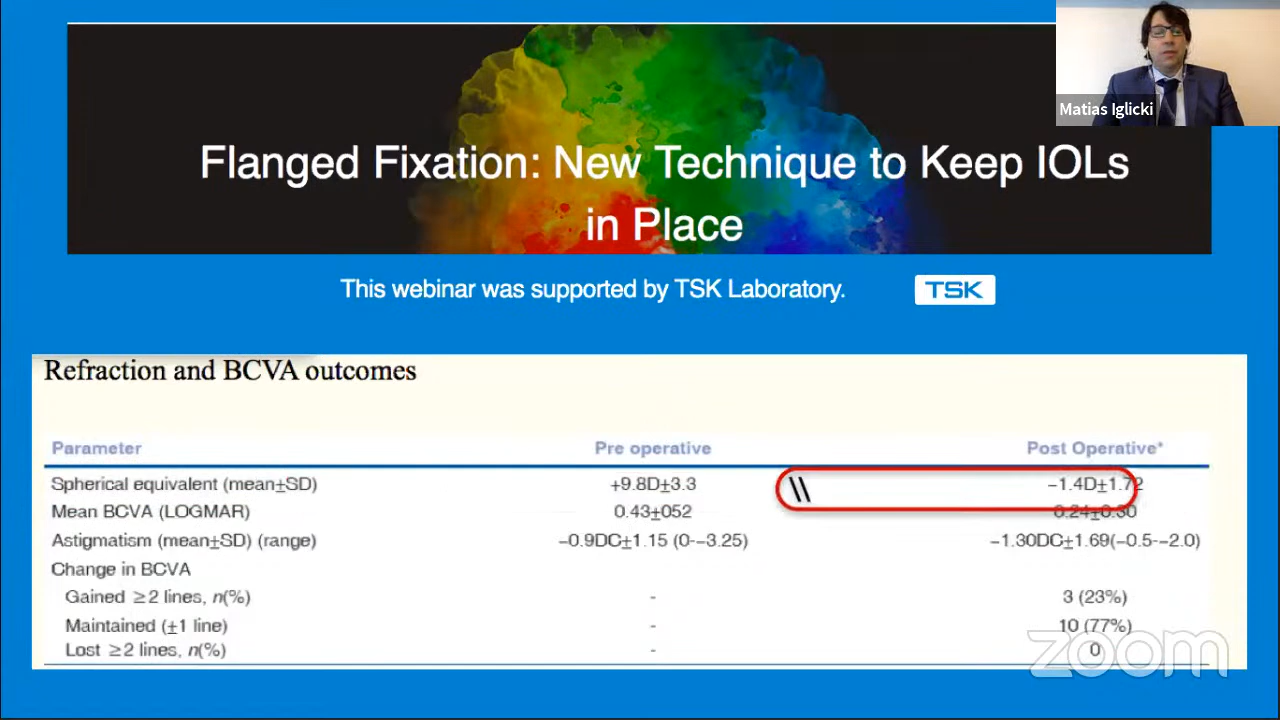 Matias Iglicki
Flanged Fixation: New Technique to Keep IOLs
in Place
This webinar was supported by TSK Laboratory.
TSK
Refraction and BCVA outcomes
Parameter Pre operative Post Operative*
Spherical equivalent (mean±SD) +9.8D±3.3 \\ −1.4D±1.72
Mean BCVA (LOGMAR) 0.43±052 0.24±0.30
Astigmatism (mean±SD) (range) −0.9DC±1.15 (0-−3.25) −1.30DC±1.69(−0.5-−2.0)
Change in BCVA
Gained ≥2 lines, n(%) - 3 (23%)
Maintained (±1 line) - 10 (77%)
Lost ≥2 lines, n(%) - 0
zoom